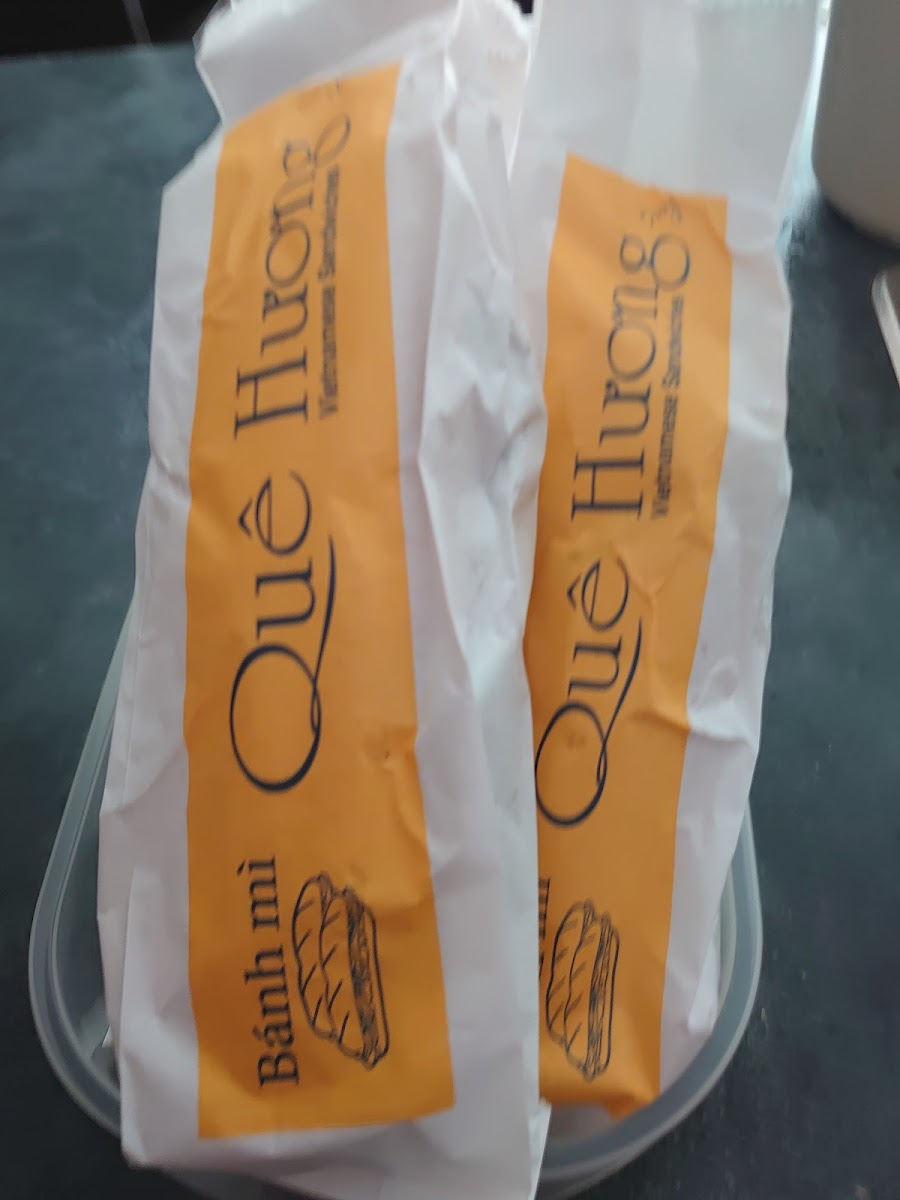 Bánh mì Quê Hương
Vietnamese Sandwiches
Quê Hương
Vietnamese Sandwiches